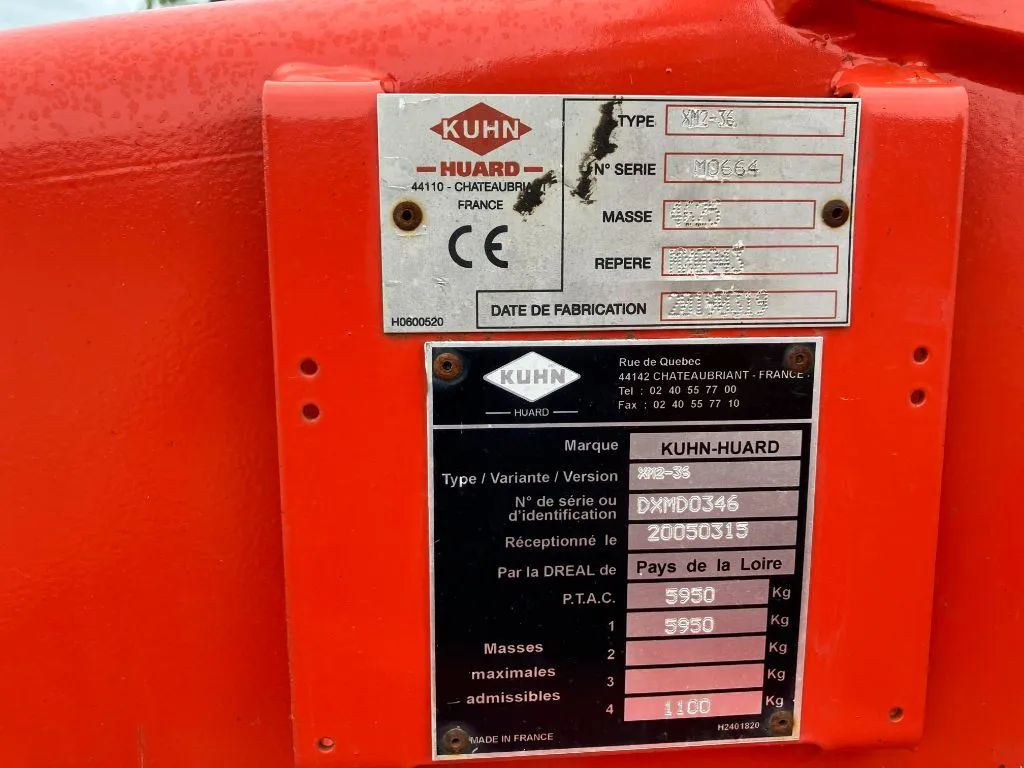 KUHN
HUARD
44110 - CHATEAUBRIANT
FRANCE
CE
H0600520
TYPE XM2-36
N° SERIE M0664
MASSE
REPERE
DATE DE FABRICATION
KUHN
HUARD
Rue de Quebec
44142 CHATEAUBRIANT - FRANCE -
Tel : 02 40 55 77 00
Fax : 02 40 55 77 10
Marque KUHN-HUARD
Type / Variante / Version XM2-36
N° de série ou
d'identification DXMD0346
Réceptionné le 20050315
Par la DREAL de Pays de la Loire
P.T.A.C. 5950 Kg
1 5950 Kg
Masses 2 Kg
maximales 3 Kg
admissibles 4 1100 Kg
MADE IN FRANCE
H2401820